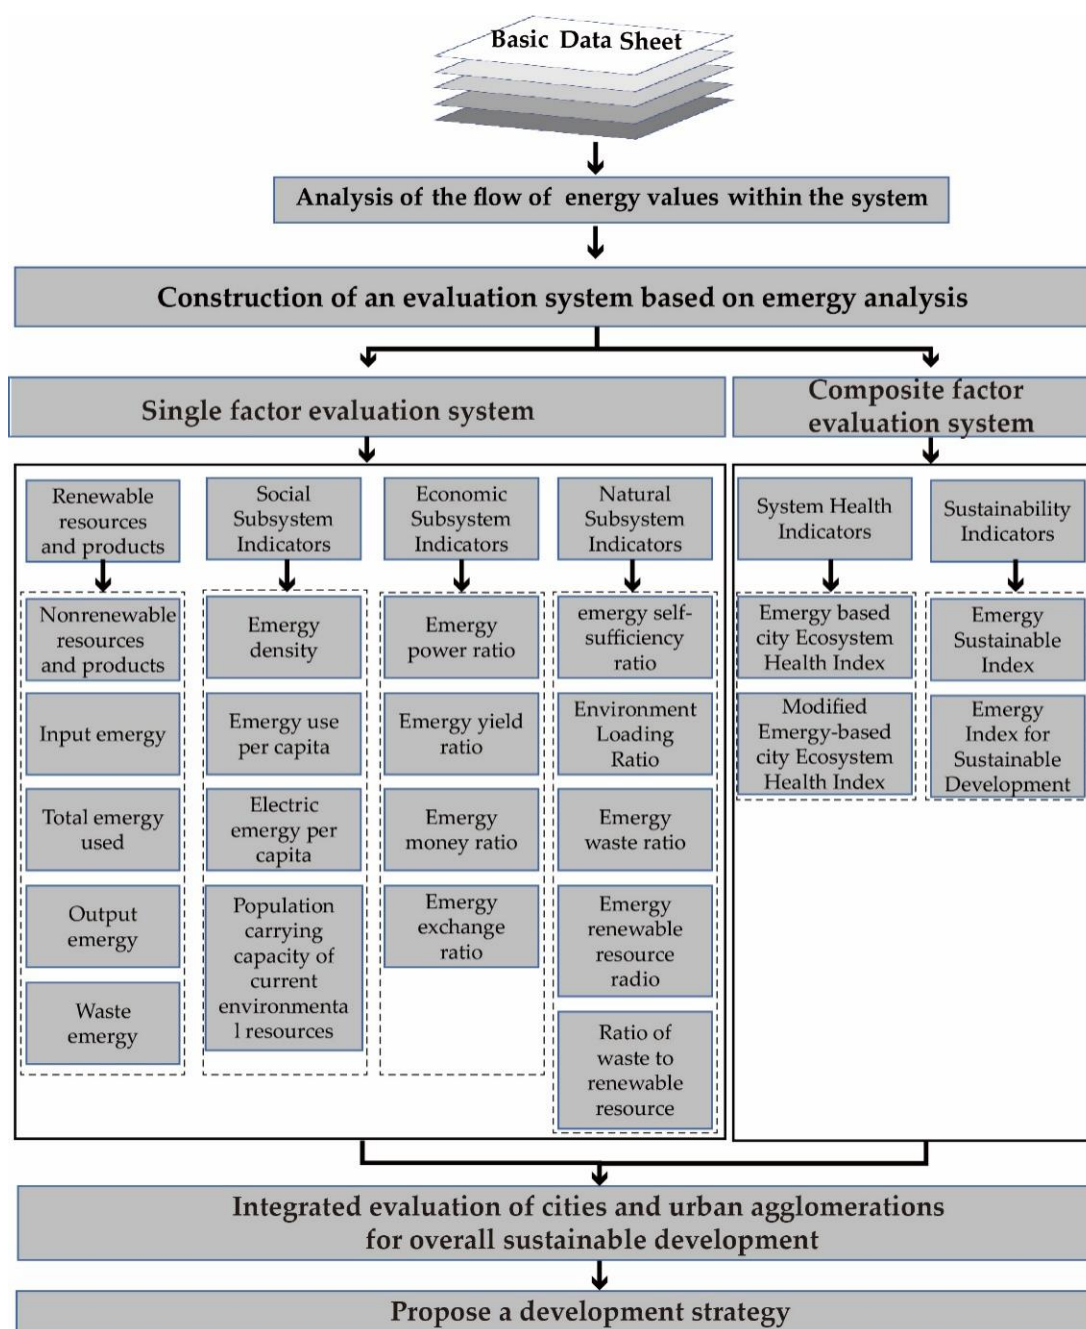 Basic Data Sheet
Analysis of the flow of energy values within the system
Construction of an evaluation system based on emergy analysis
Single factor evaluation system
Composite factor
evaluation system
Renewable
resources
and products
Nonrenewable
resources
and products
Input emergy
Total emergy
used
Output
emergy
Waste
emergy
Social
Subsystem
Indicators
Emergy
density
Emergy use
per capita
Electric
emergy per
capita
Population
carrying
capacity of
current
environmenta
l resources
Economic
Subsystem
Indicators
Emergy
power ratio
Emergy yield
ratio
Emergy
money ratio
Emergy
exchange
ratio
Natural
Subsystem
Indicators
emergy self-
sufficiency
ratio
Environment
Loading
Ratio
Emergy
waste ratio
Emergy
renewable
resource
radio
Ratio of
waste to
renewable
resource
System Health
Indicators
Emergy based
city Ecosystem
Health Index
Modified
Emergy-based
city Ecosystem
Health Index
Sustainability
Indicators
Emergy
Sustainable
Index
Emergy
Index for
Sustainable
Development
Integrated evaluation of cities and urban agglomerations
for overall sustainable development
Propose a development strategy